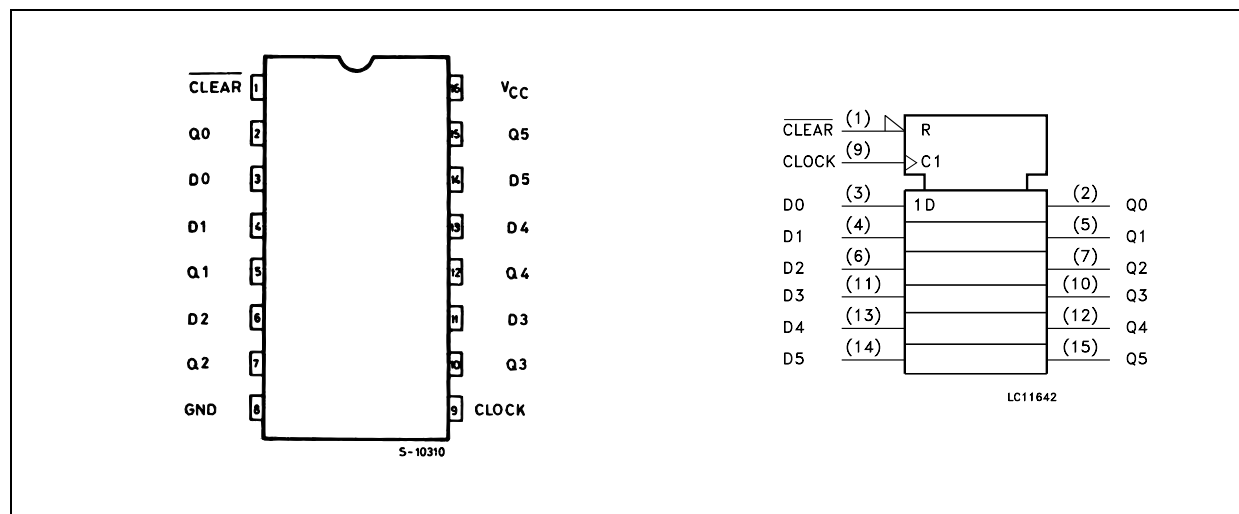 CLEAR 1 16 VCC
Q0 2 15 Q5
D0 3 14 D5
D1 4 13 D4
Q1 5 12 Q4
D2 6 11 D3
Q2 7 10 Q3
GND 8 9 CLOCK
S-10310
CLEAR (1) R
CLOCK (9) C1
D0 (3) 1D (2) Q0
D1 (4) (5) Q1
D2 (6) (7) Q2
D3 (11) (10) Q3
D4 (13) (12) Q4
D5 (14) (15) Q5
LC11642